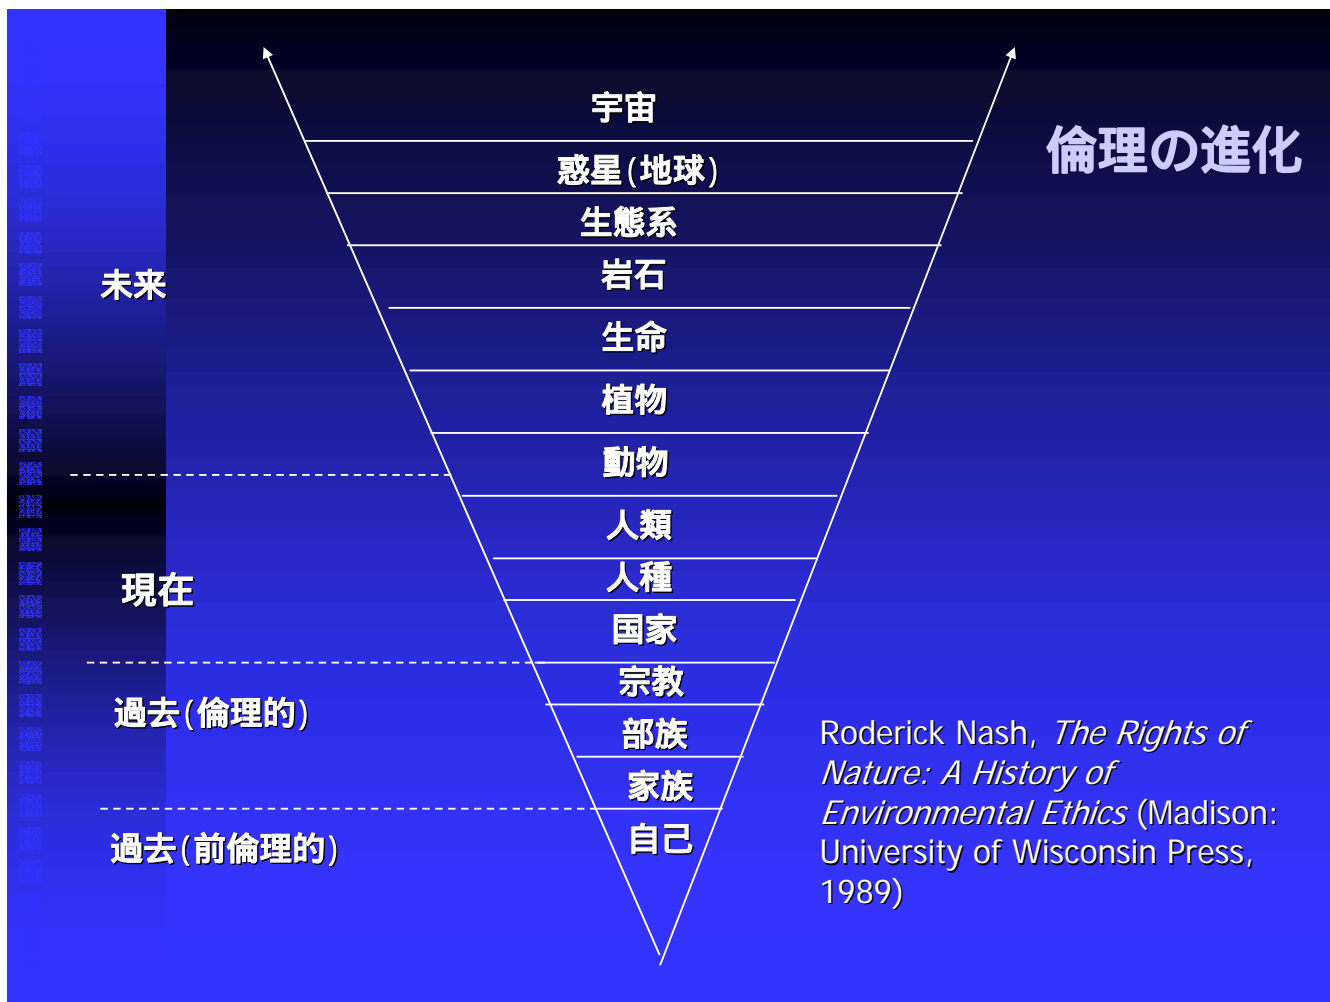 倫理の進化
宇宙
惑星(地球)
生態系
岩石
生命
植物
動物
人類
人種
国家
宗教
部族
家族
自己
未来
現在
過去(倫理的)
過去(前倫理的)
Roderick Nash, The Rights of
Nature: A History of
Environmental Ethics (Madison:
University of Wisconsin Press,
1989)